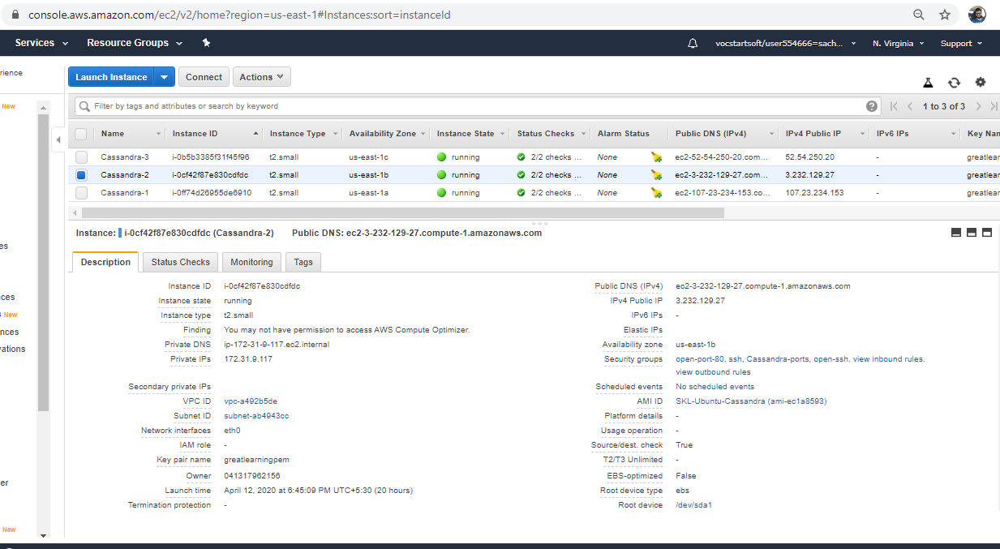 console.aws.amazon.com/ec2/v2/home?region=us-east-1#Instances:sort=instanceId
Services Resource Groups vocstartsoft/user554666=sach... N. Virginia Support
rience
Launch Instance Connect Actions
New
Filter by tags and attributes or search by keyword 1 to 3 of 3
Name Instance ID Instance Type Availability Zone Instance State Status Checks Alarm Status Public DNS (IPv4) IPv4 Public IP IPv6 IPs Key Nam
Cassandra-3 i-0b5b3385f31f45f96 t2.small us-east-1c running 2/2 checks ... None ec2-52-54-250-20.com... 52.54.250.20 - greatlear
Cassandra-2 i-0cf42f87e830cdfdc t2.small us-east-1b running 2/2 checks ... None ec2-3-232-129-27.com... 3.232.129.27 - greatlear
Cassandra-1 i-0ff74d26955de6910 t2.small us-east-1a running 2/2 checks ... None ec2-107-23-234-153.co... 107.23.234.153 - greatlear
Instance: i-0cf42f87e830cdfdc (Cassandra-2) Public DNS: ec2-3-232-129-27.compute-1.amazonaws.com
es
Description Status Checks Monitoring Tags
Instance ID i-0cf42f87e830cdfdc Public DNS (IPv4) ec2-3-232-129-27.compute-1.amazonaws.com
ces
Instance state running IPv4 Public IP 3.232.129.27
s New
Instance type t2.small IPv6 IPs -
nces
Finding You may not have permission to access AWS Compute Optimizer. Elastic IPs
vations
Private DNS ip-172-31-9-117.ec2.internal Availability zone us-east-1b
Private IPs 172.31.9.117 Security groups open-port-80, ssh, Cassandra-ports, open-ssh. view inbound rules.
view outbound rules
Secondary private IPs Scheduled events No scheduled events
VPC ID vpc-a492b5de AMI ID SKL-Ubuntu-Cassandra (ami-ec1a8593)
Subnet ID subnet-ab4943cc Platform details -
Network interfaces eth0 Usage operation -
IAM role - Source/dest. check True
Key pair name greatlearningpem T2/T3 Unlimited -
Owner 041317962156 EBS-optimized False
er
Launch time April 12, 2020 at 6:45:09 PM UTC+5:30 (20 hours) Root device type ebs
Termination protection - Root device /dev/sda1
New